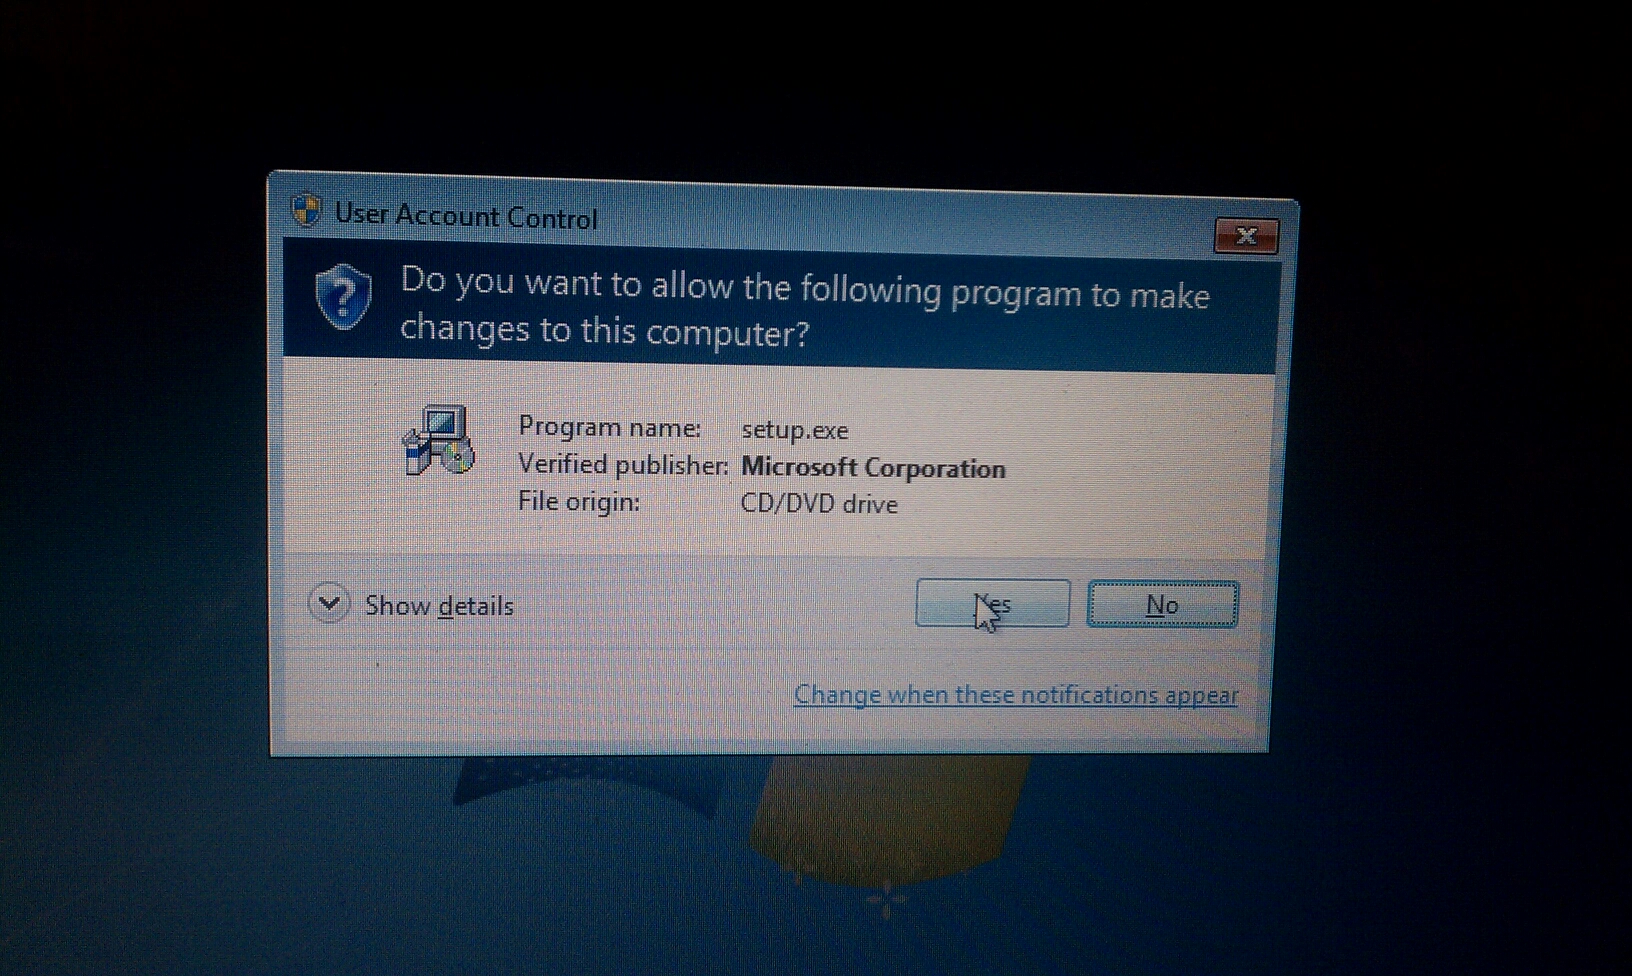 User Account Control
Do you want to allow the following program to make
changes to this computer?
Program name: setup.exe
Verified publisher: Microsoft Corporation
File origin: CD/DVD drive
Show details
Yes
No
Change when these notifications appear